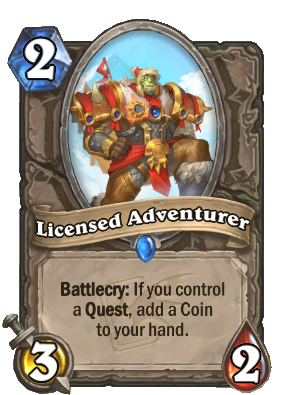 2
Licensed Adventurer
Battlecry: If you control
a Quest, add a Coin
to your hand.
3
2